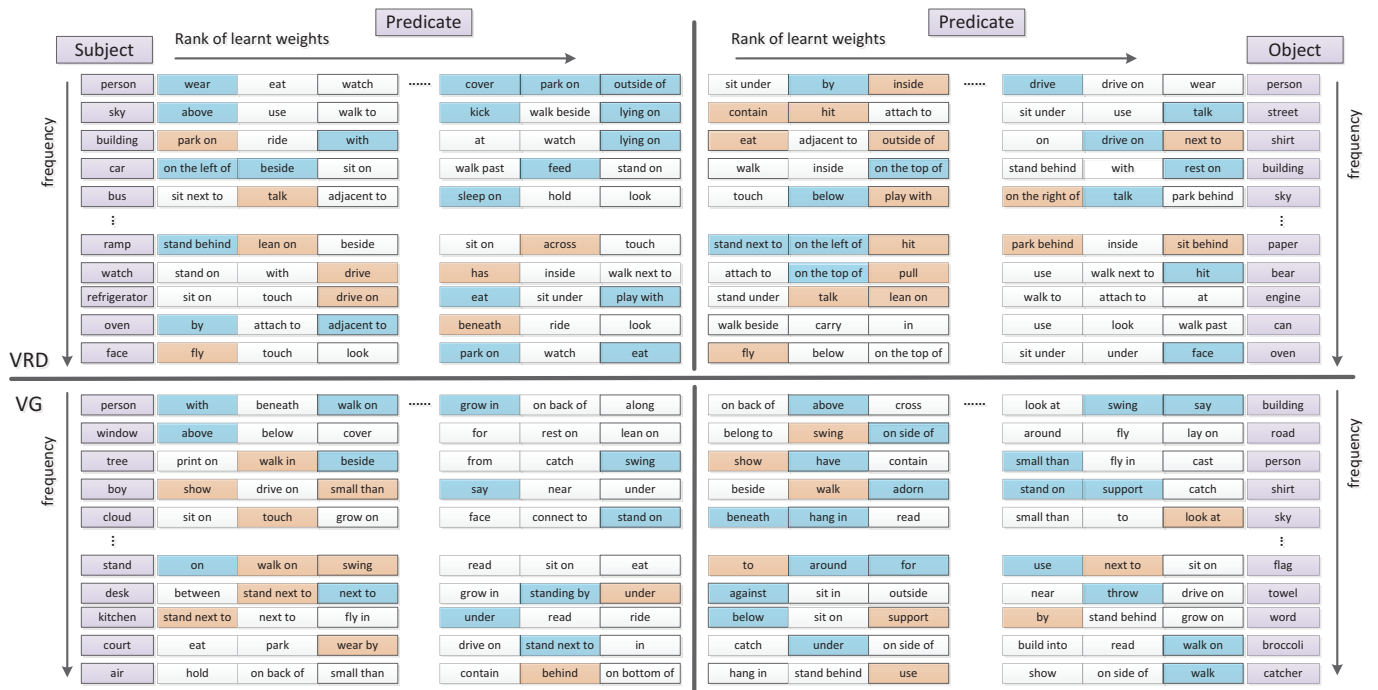 Predicate Predicate
Subject Rank of learnt weights Rank of learnt weights Object
person wear eat watch ...... cover park on outside of sit under by inside ...... drive drive on wear person
sky above use walk to kick walk beside lying on contain hit attach to sit under use talk street
building park on ride with at watch lying on eat adjacent to outside of on drive on next to shirt
car on the left of beside sit on walk past feed stand on walk inside on the top of stand behind with rest on building
bus sit next to talk adjacent to sleep on hold look touch below play with on the right of talk park behind sky
frequency frequency
ramp stand behind lean on beside sit on across touch stand next to on the left of hit park behind inside sit behind paper
watch stand on with drive has inside walk next to attach to on the top of pull use walk next to hit bear
refrigerator sit on touch drive on eat sit under play with stand under talk lean on walk to attach to at engine
oven by attach to adjacent to beneath ride look walk beside carry in use look walk past can
face fly touch look park on watch eat fly below on the top of sit under under face oven
VRD
VG
person with beneath walk on ...... grow in on back of along on back of above cross ...... look at swing say building
window above below cover for rest on lean on belong to swing on side of around fly lay on road
tree print on walk in beside from catch swing show have contain small than fly in cast person
boy show drive on small than say near under beside walk adorn stand on support catch shirt
cloud sit on touch grow on face connect to stand on beneath hang in read small than to look at sky
frequency frequency
stand on walk on swing read sit on eat to around for use next to sit on flag
desk between stand next to next to grow in standing by under against sit in outside near throw drive on towel
kitchen stand next to next to fly in under read ride below sit on support by stand behind grow on word
court eat park wear by drive on stand next to in catch under on side of build into read walk on broccoli
air hold on back of small than contain behind on bottom of hang in stand behind use show on side of walk catcher